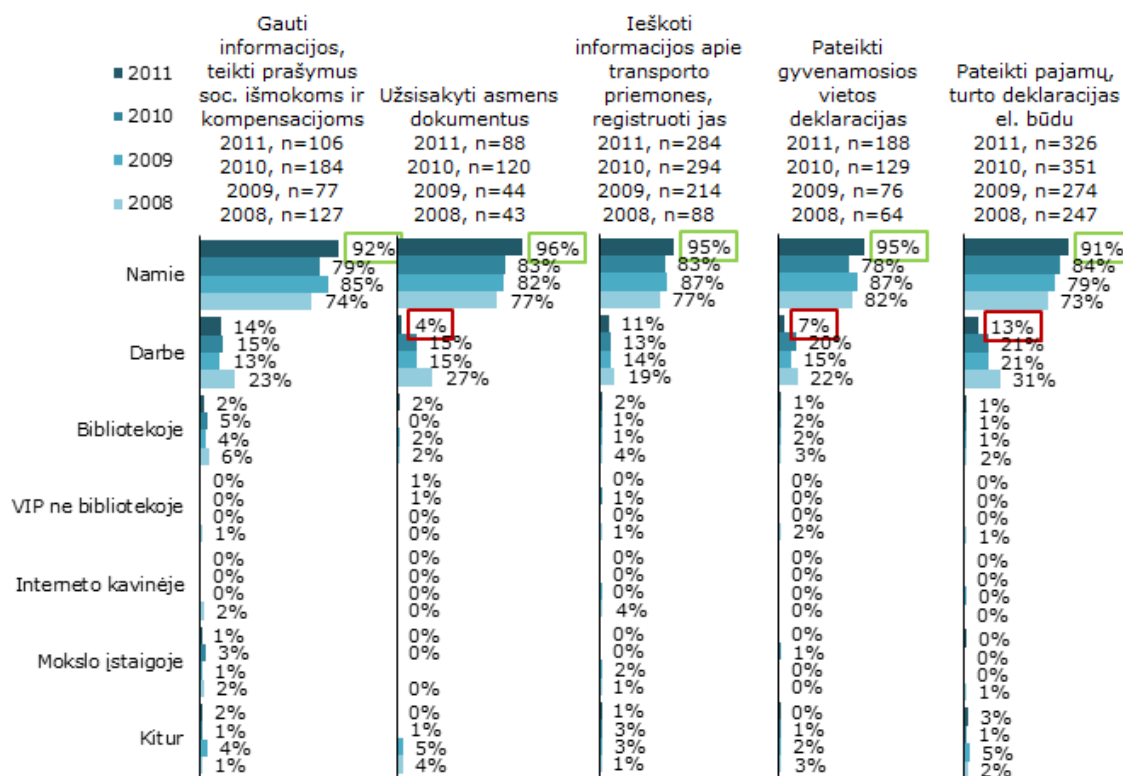 2011
2010
2009
2008
Gauti
informacijos,
teikti prašymus
soc. išmokoms ir
kompensacijoms
2011, n=106
2010, n=184
2009, n=77
2008, n=127
Užsisakyti asmens
dokumentus
2011, n=88
2010, n=120
2009, n=44
2008, n=43
Ieškoti
informacijos apie
transporto
priemones,
registruoti jas
2011, n=284
2010, n=294
2009, n=214
2008, n=88
Pateikti
gyvenamosios
vietos
deklaracijas
2011, n=188
2010, n=129
2009, n=76
2008, n=64
Pateikti pajamų,
turto deklaracijas
el. būdu
2011, n=326
2010, n=351
2009, n=274
2008, n=247
Namie
92% 96% 95% 95% 91%
79% 83% 83% 78% 84%
85% 82% 87% 87% 79%
74% 77% 77% 82% 73%
Darbe
14% 4% 11% 7% 13%
15% 15% 13% 20% 21%
13% 15% 14% 15% 21%
23% 27% 19% 22% 31%
Bibliotekoje
2% 2% 2% 1% 1%
5% 0% 1% 2% 1%
4% 2% 1% 2% 1%
6% 2% 4% 3% 2%
VIP ne bibliotekoje
0% 1% 0% 0% 0%
0% 1% 1% 0% 0%
0% 0% 0% 0% 0%
1% 0% 1% 2% 1%
Interneto kavinėje
0% 0% 0% 0% 0%
0% 0% 0% 0% 0%
0% 0% 0% 0% 0%
2% 0% 4% 0% 0%
Mokslo įstaigoje
1% 0% 0% 0% 0%
3% 0% 0% 1% 0%
1% 2% 0% 0%
2% 0% 1% 0% 1%
Kitur
2% 0% 1% 0% 3%
1% 1% 3% 1% 1%
4% 5% 3% 2% 5%
1% 4% 1% 3% 2%